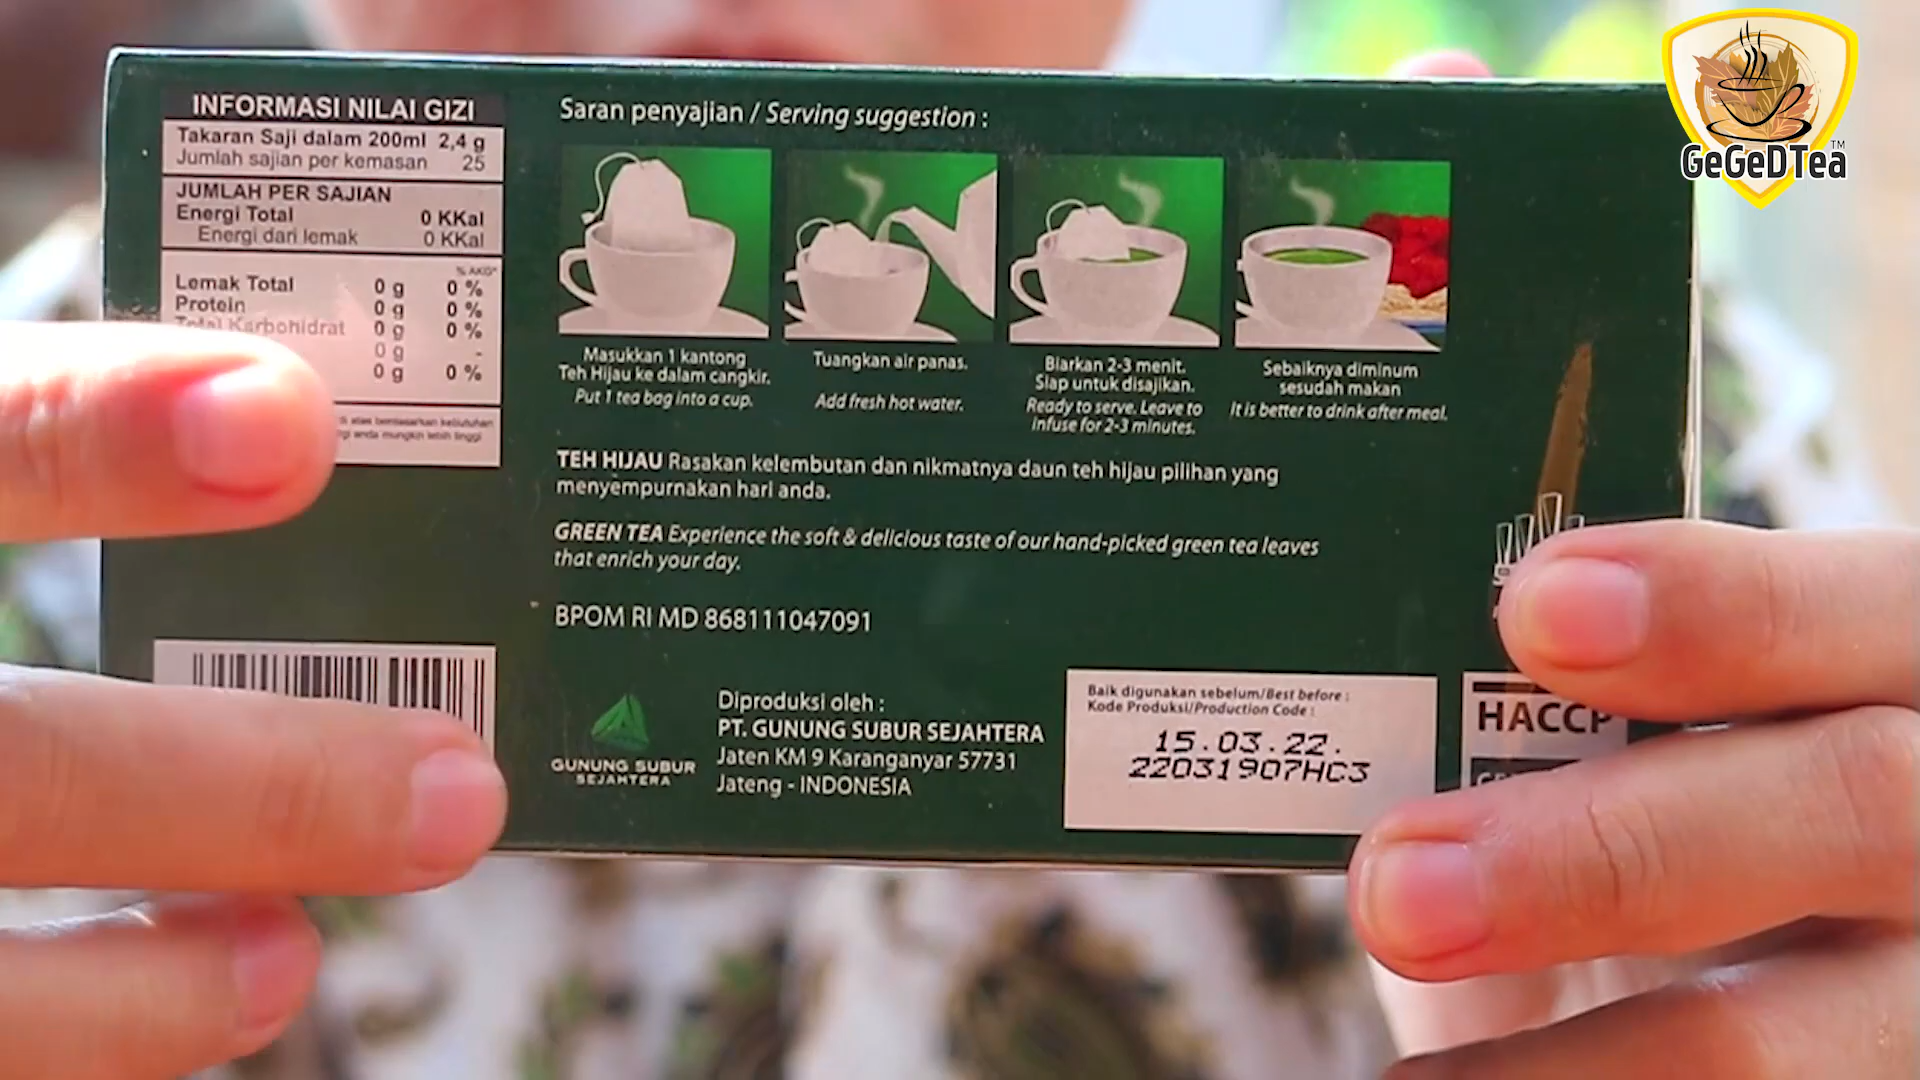 INFORMASI NILAI GIZI
Takaran Saji dalam 200ml 2,4 g
Jumlah sajian per kemasan 25
JUMLAH PER SAJIAN
Energi Total 0 KKal
Energi dari lemak 0 KKal
% AKG*
Lemak Total 0 g 0 %
Protein 0 g 0 %
Total Karbohidrat 0 g 0 %
0 g -
0 g 0 %
Saran penyajian / Serving suggestion :
Masukkan 1 kantong
Teh Hijau ke dalam cangkir.
Put 1 tea bag into a cup.
Tuangkan air panas.
Add fresh hot water.
Biarkan 2-3 menit.
Siap untuk disajikan.
Ready to serve. Leave to
infuse for 2-3 minutes.
Sebaiknya diminum
sesudah makan
It is better to drink after meal.
TEH HIJAU Rasakan kelembutan dan nikmatnya daun teh hijau pilihan yang
menyempurnakan hari anda.
GREEN TEA Experience the soft & delicious taste of our hand-picked green tea leaves
that enrich your day.
BPOM RI MD 868111047091
GUNUNG SUBUR
SEJAHTERA
Diproduksi oleh :
PT. GUNUNG SUBUR SEJAHTERA
Jaten KM 9 Karanganyar 57731
Jateng - INDONESIA
Baik digunakan sebelum/Best before :
Kode Produksi/Production Code :
15.03.22.
22031907HC3
HACCP
GeGeDTea
TM